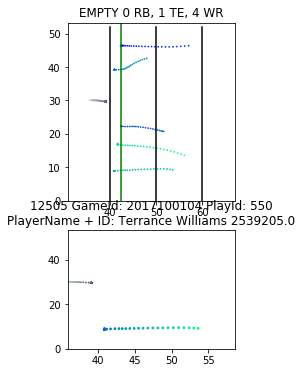 EMPTY 0 RB, 1 TE, 4 WR
50
40
30
20
10
0
40 50 60
12505 GameId: 2017100104 PlayId: 550
PlayerName + ID: Terrance Williams 2539205.0
40
20
0
40 45 50 55